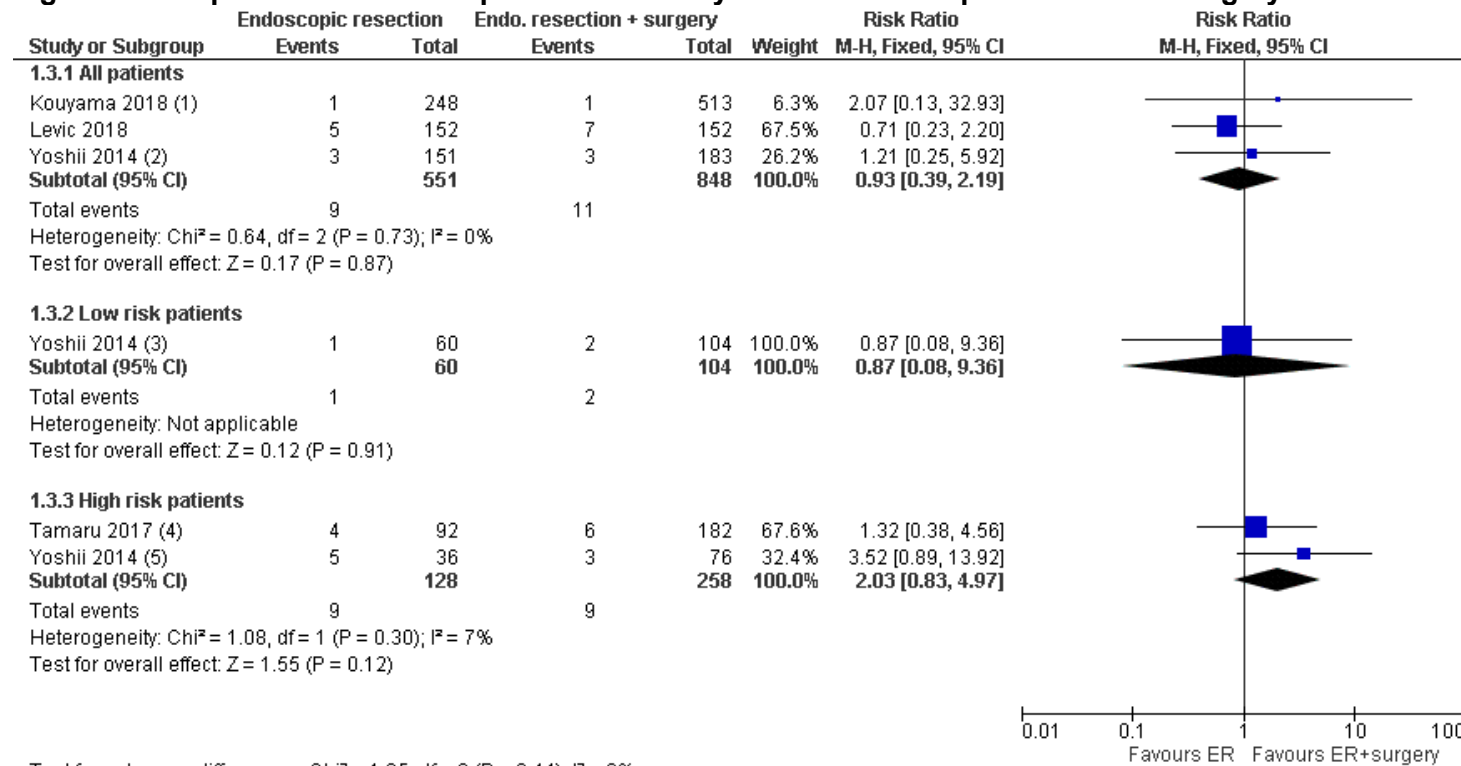 Endoscopic resection Endo. resection + surgery Risk Ratio Risk Ratio
Study or Subgroup Events Total Events Total Weight M-H, Fixed, 95% CI M-H, Fixed, 95% CI
1.3.1 All patients
Kouyama 2018 (1) 1 248 1 513 6.3% 2.07 [0.13, 32.93]
Levic 2018 5 152 7 152 67.5% 0.71 [0.23, 2.20]
Yoshii 2014 (2) 3 151 3 183 26.2% 1.21 [0.25, 5.92]
Subtotal (95% CI) 551 848 100.0% 0.93 [0.39, 2.19]
Total events 9 11
Heterogeneity: Chi² = 0.64, df = 2 (P = 0.73); I² = 0%
Test for overall effect: Z = 0.17 (P = 0.87)
1.3.2 Low risk patients
Yoshii 2014 (3) 1 60 2 104 100.0% 0.87 [0.08, 9.36]
Subtotal (95% CI) 60 104 100.0% 0.87 [0.08, 9.36]
Total events 1 2
Heterogeneity: Not applicable
Test for overall effect: Z = 0.12 (P = 0.91)
1.3.3 High risk patients
Tamaru 2017 (4) 4 92 6 182 67.6% 1.32 [0.38, 4.56]
Yoshii 2014 (5) 5 36 3 76 32.4% 3.52 [0.89, 13.92]
Subtotal (95% CI) 128 258 100.0% 2.03 [0.83, 4.97]
Total events 9 9
Heterogeneity: Chi² = 1.08, df = 1 (P = 0.30); I² = 7%
Test for overall effect: Z = 1.55 (P = 0.12)
0.01 0.1 1 10 100
Favours ER Favours ER+surgery